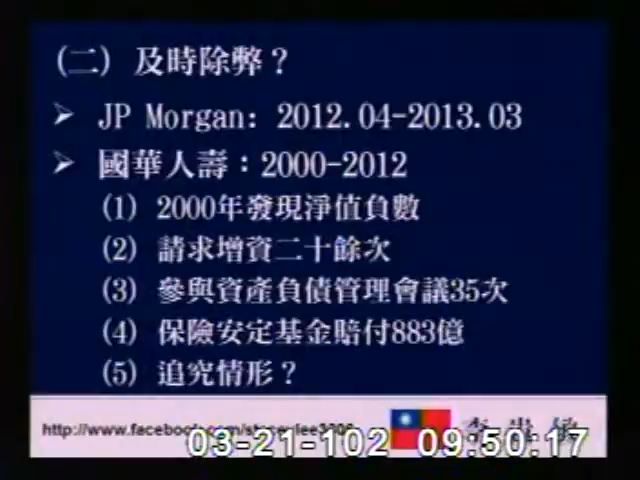 (二) 及時除弊？
➢ JP Morgan: 2012.04-2013.03
➢ 國華人壽：2000-2012
(1) 2000年發現淨值負數
(2) 請求增資二十餘次
(3) 參與資產負債管理會議35次
(4) 保險安定基金賠付883億
(5) 追究情形？
http://www.facebook.com/
03-21-102 09:50:17